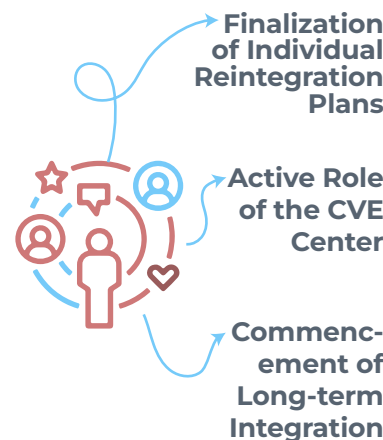 Finalization
of Individual
Reintegration
Plans
Active Role
of the CVE
Center
Commenc-
ement of
Long-term
Integration